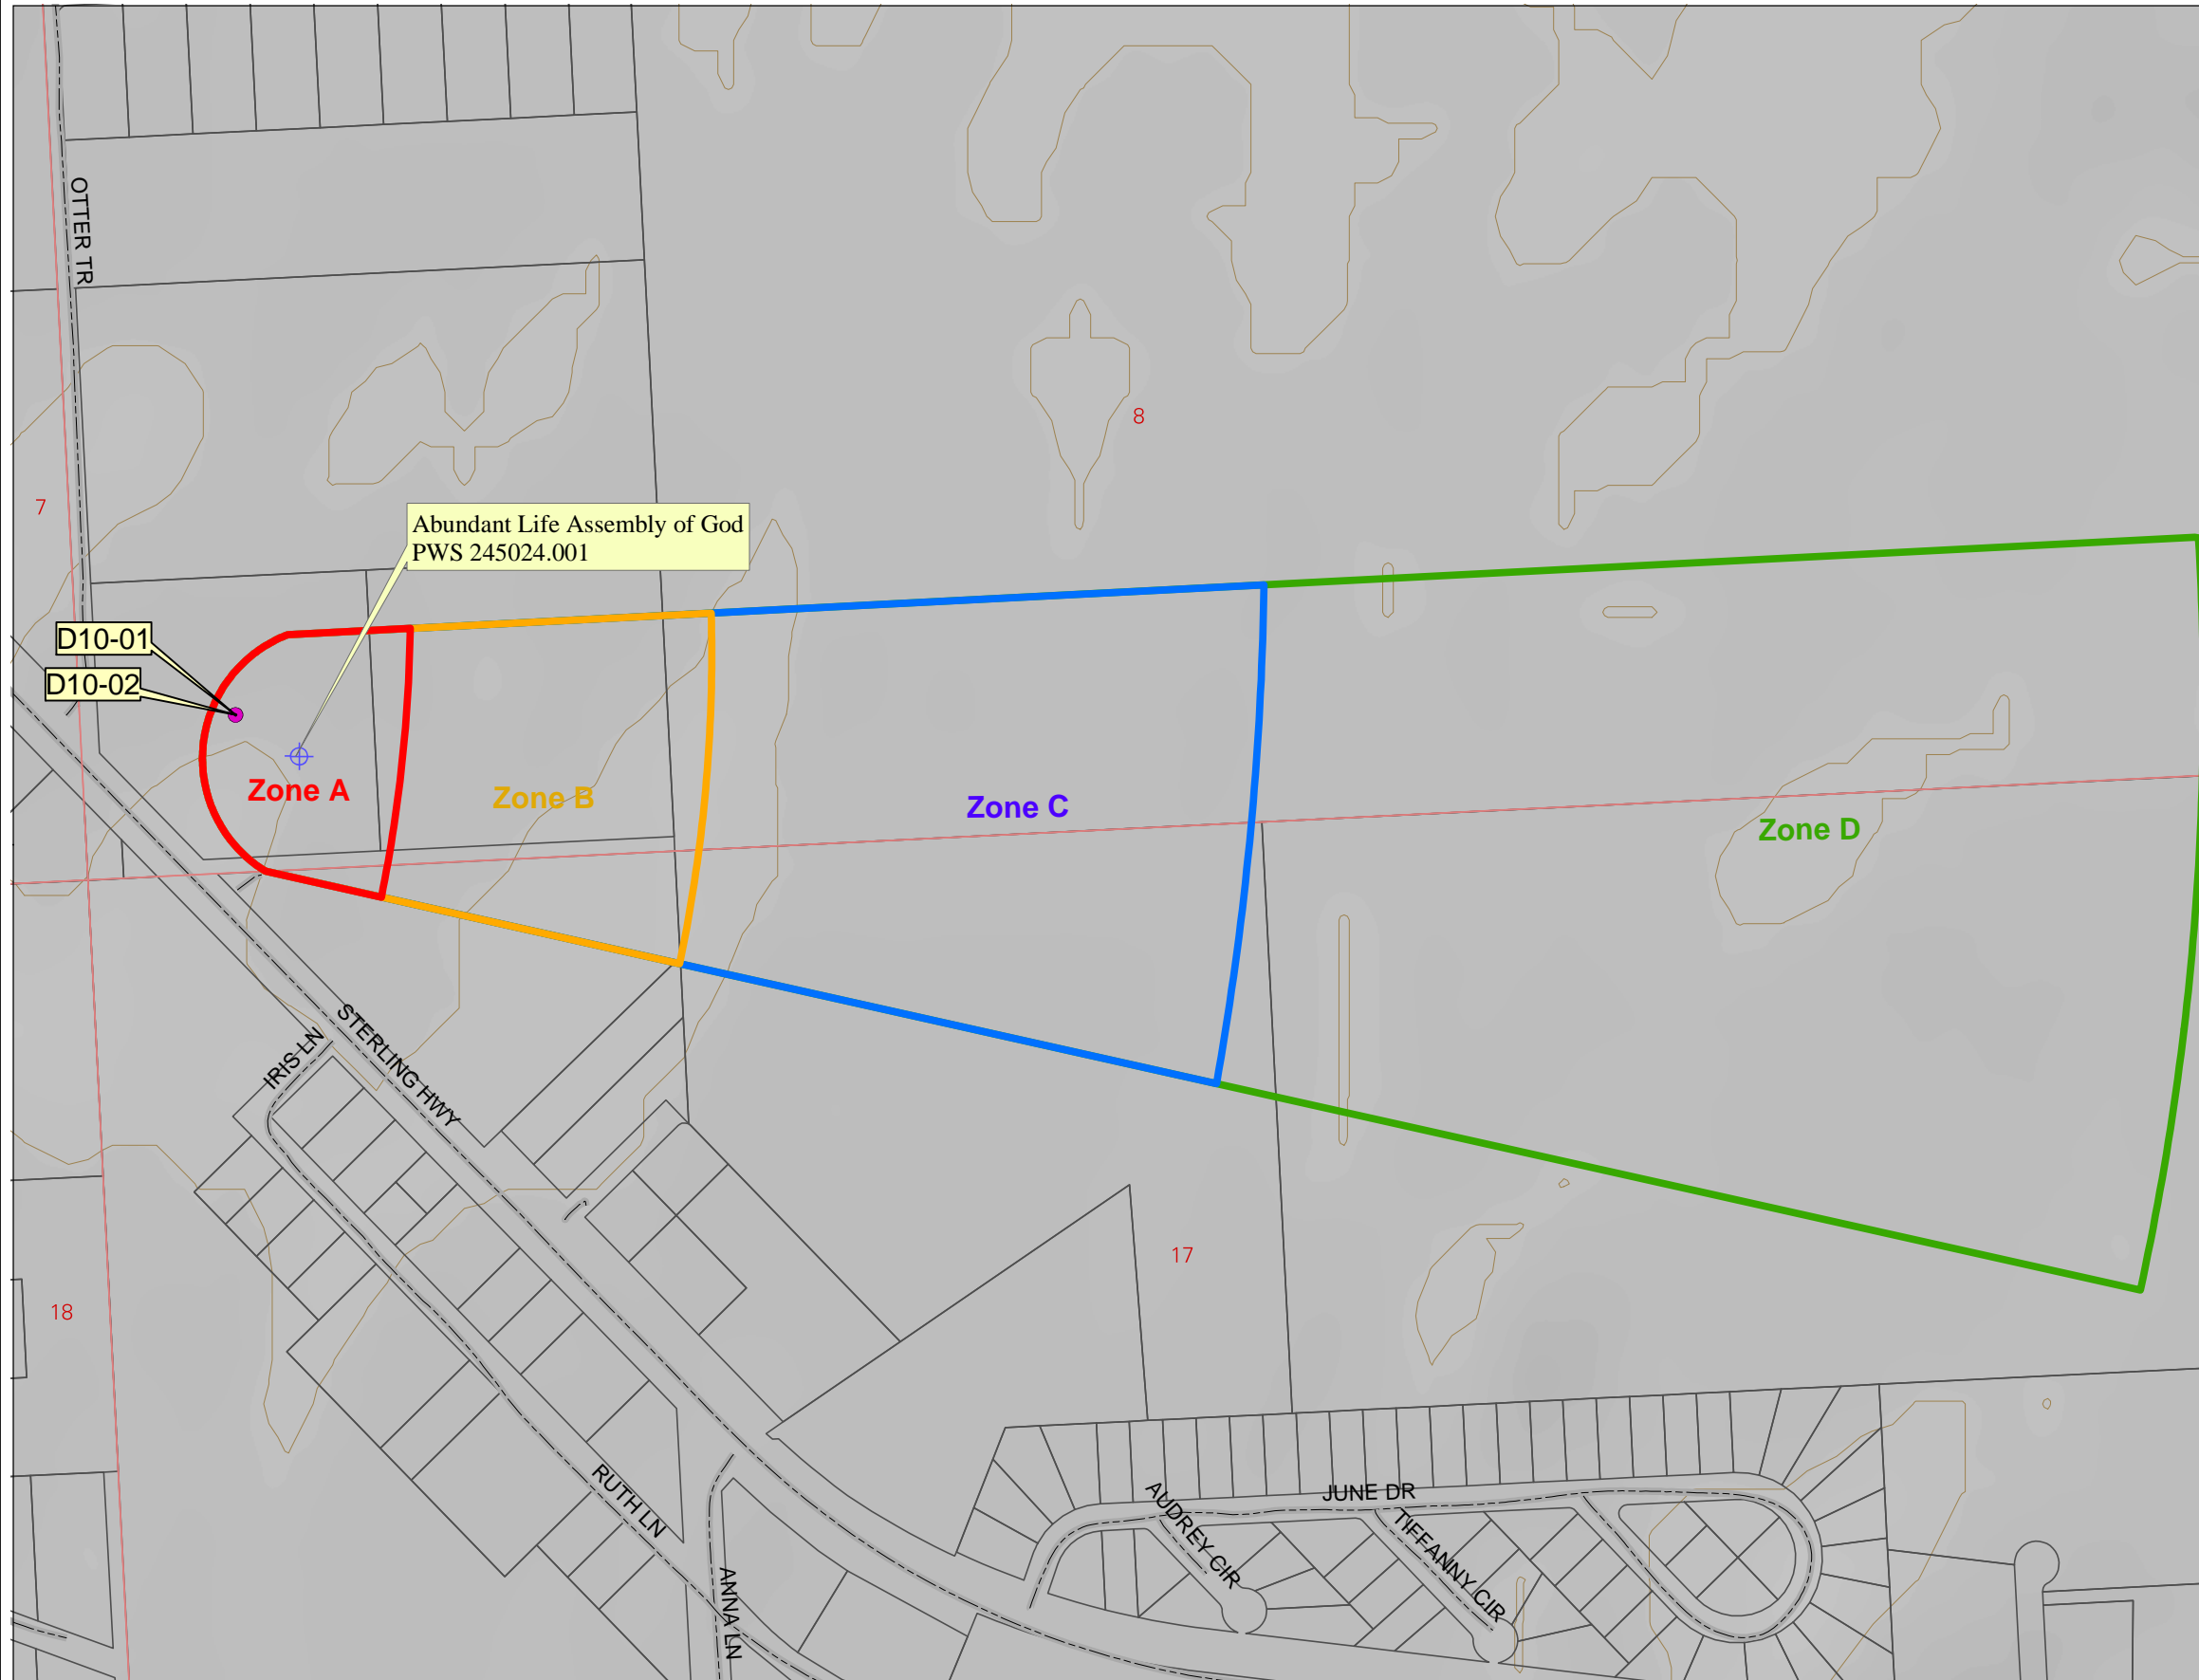 OTTER TR
8
7
Abundant Life Assembly of God
PWS 245024.001
D10-01
D10-02
Zone A
Zone B
Zone C
Zone D
STERLING HWY
IRIS LN
17
18
RUTH LN
ANNA LN
JUNE DR
AUDREY CIR
TIFFANNY CIR